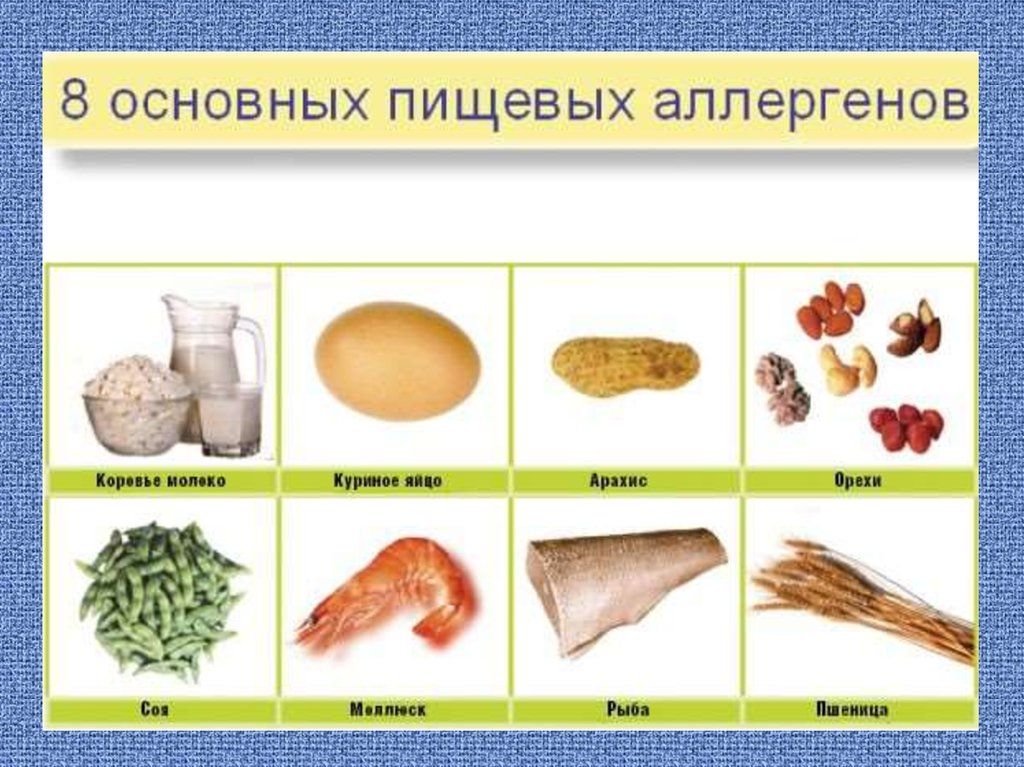 8 основных пищевых аллергенов
Коровье молоко
Куриное яйцо
Арахис
Орехи
Соя
Моллюск
Рыба
Пшеница